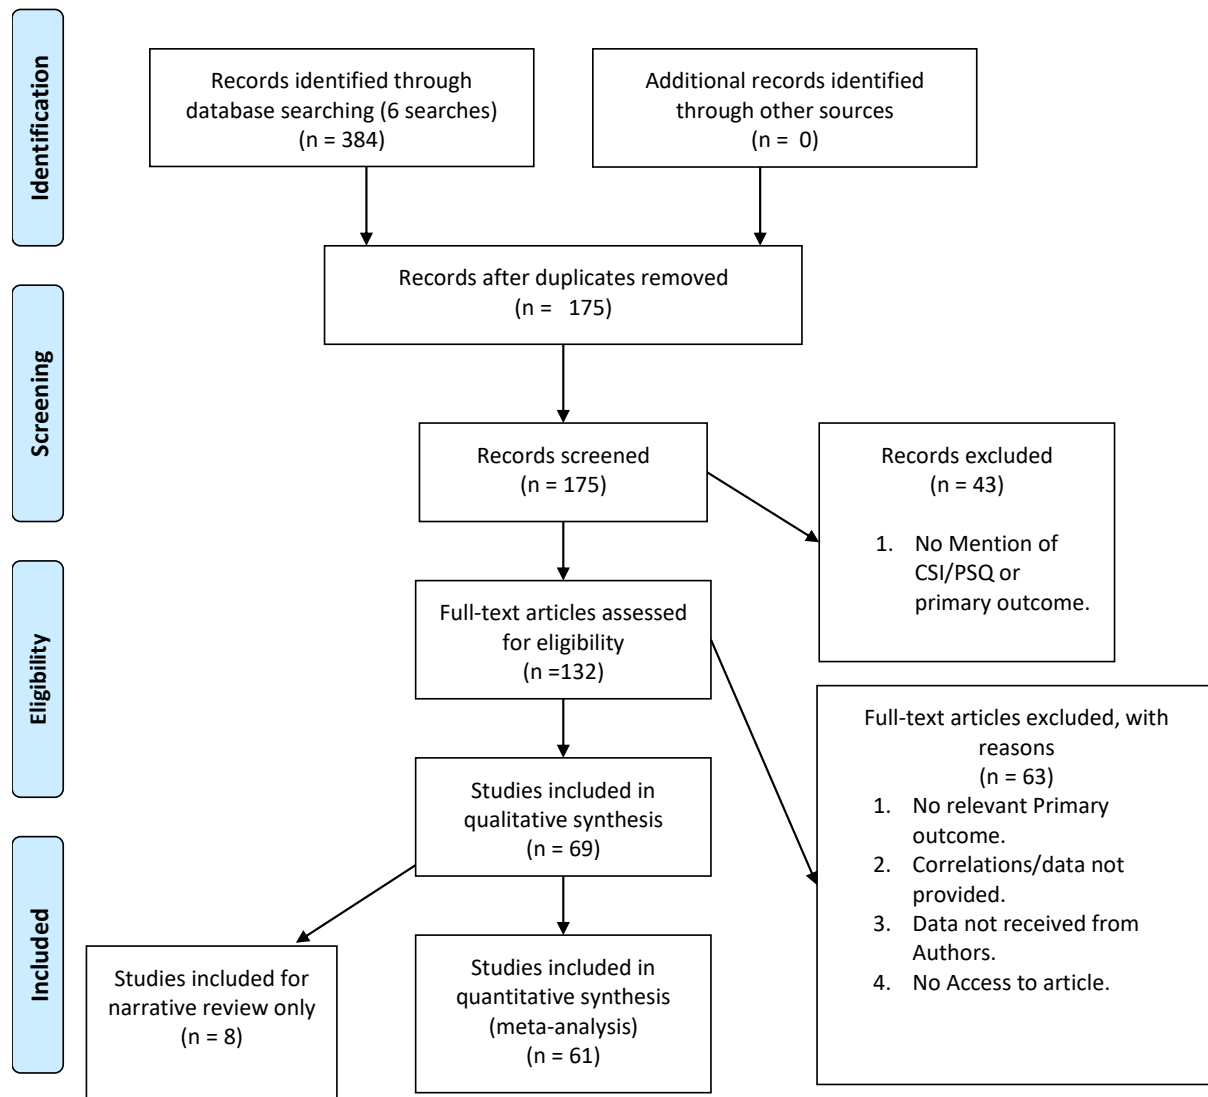 Identification
Records identified through
database searching (6 searches)
(n = 384)
Additional records identified
through other sources
(n = 0)
Records after duplicates removed
(n = 175)
Screening
Records screened
(n = 175)
Records excluded
(n = 43)
1. No Mention of
CSI/PSQ or
primary outcome.
Eligibility
Full-text articles assessed
for eligibility
(n =132)
Full-text articles excluded, with
reasons
(n = 63)
1. No relevant Primary
outcome.
2. Correlations/data not
provided.
3. Data not received from
Authors.
4. No Access to article.
Studies included in
qualitative synthesis
(n = 69)
Included
Studies included for
narrative review only
(n = 8)
Studies included in
quantitative synthesis
(meta-analysis)
(n = 61)